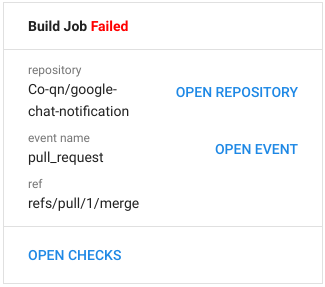 Build Job Failed
repository
Co-qn/google-
chat-notification
OPEN REPOSITORY
event name
pull_request
OPEN EVENT
ref
refs/pull/1/merge
OPEN CHECKS